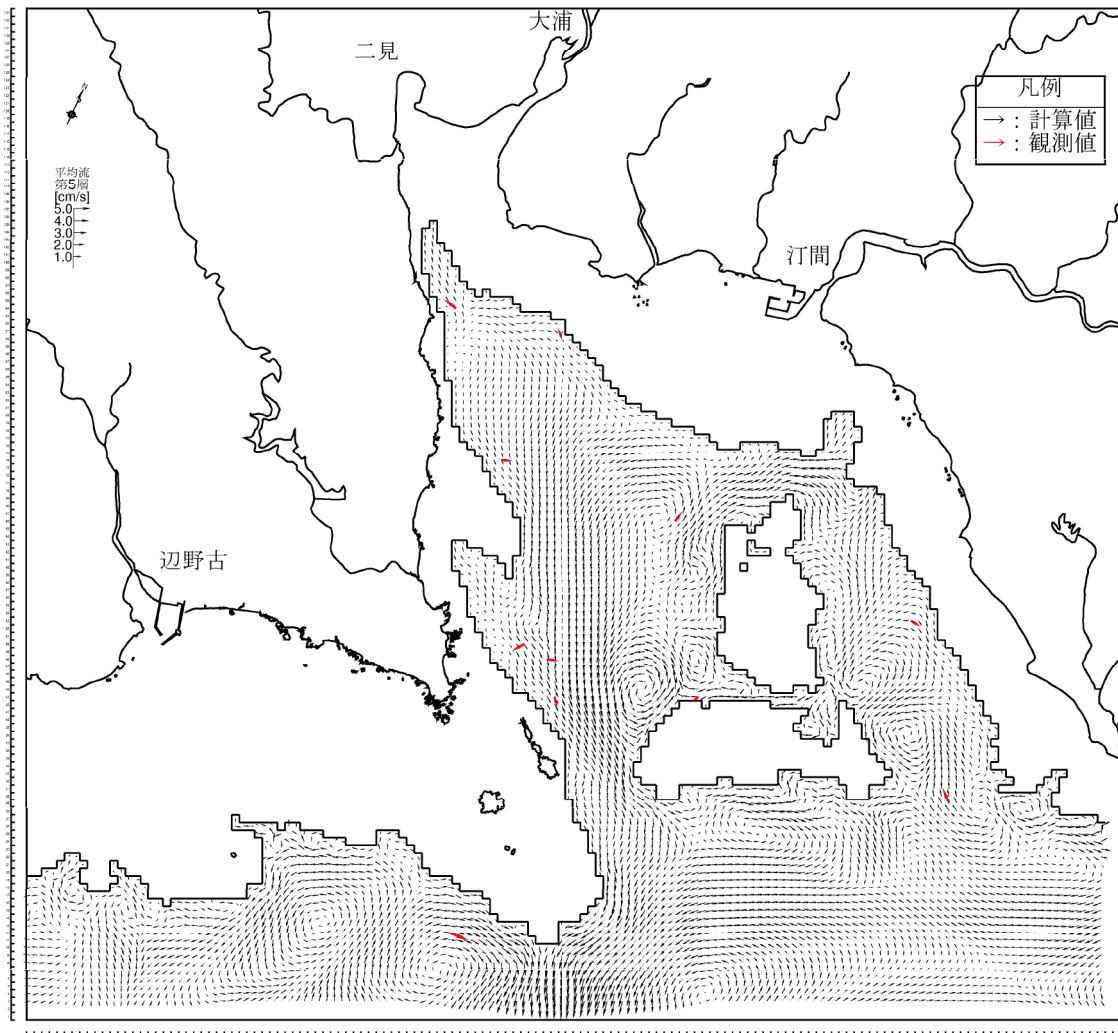 大浦
二見
N
凡例
→ : 計算値
→ : 観測値
平均流
第5層
[cm/s]
5.0
4.0
3.0
2.0
1.0
汀間
辺野古